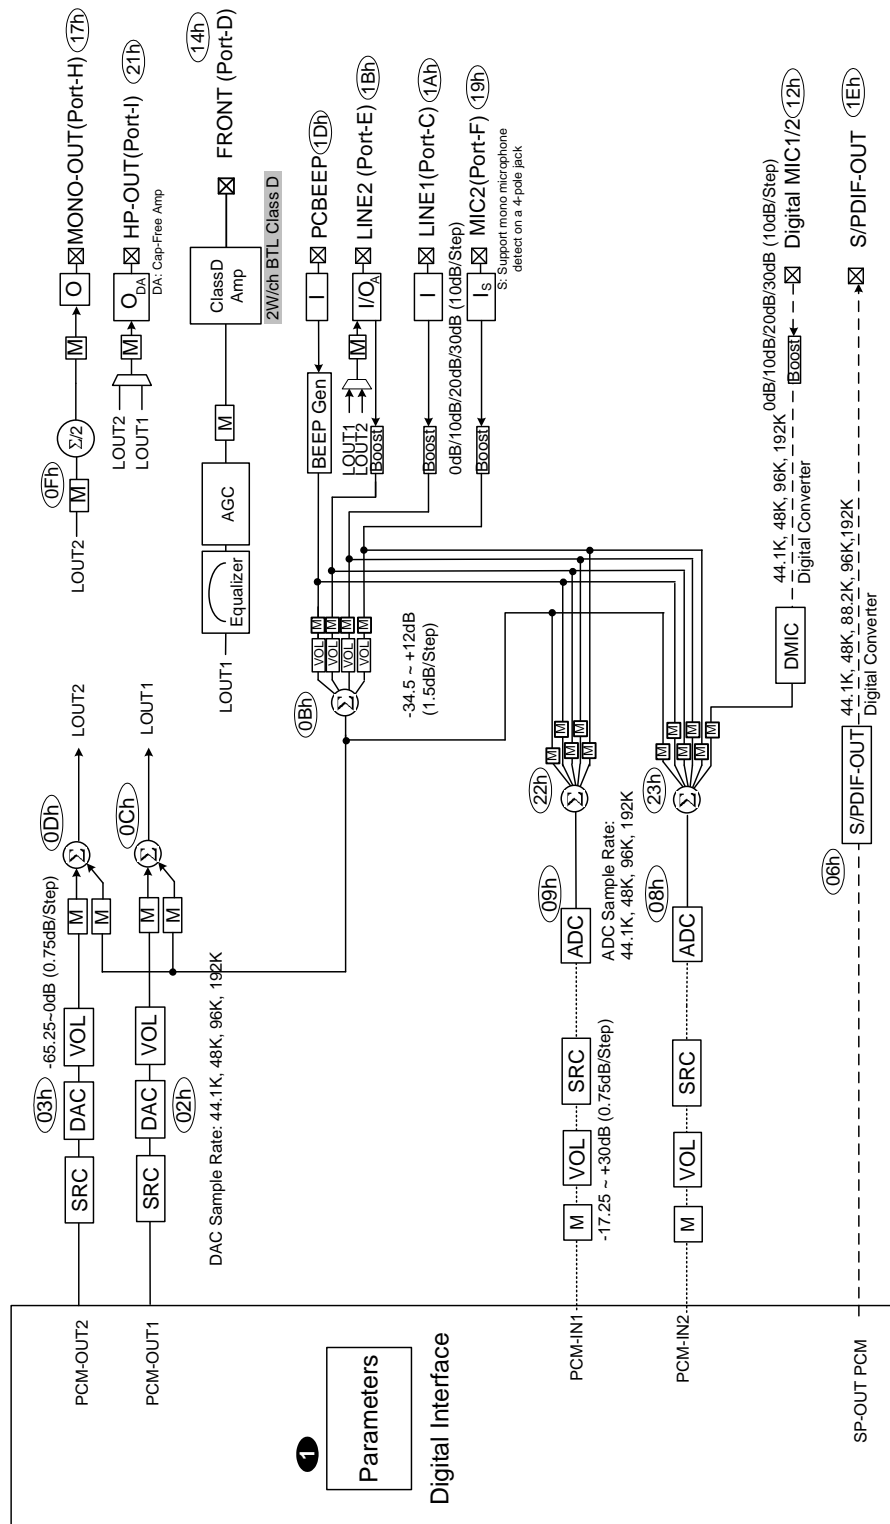 PCM-OUT2
SRC
DAC
03h
VOL
-65.25~0dB (0.75dB/Step)
M
M
Σ
0Dh
LOUT2
PCM-OUT1
SRC
DAC
02h
VOL
M
M
Σ
0Ch
LOUT1
DAC Sample Rate: 44.1K, 48K, 96K, 192K
LOUT2
M
0Fh
Σ/2
M
O
MONO-OUT(Port-H)
17h
LOUT2
LOUT1
M
ODA
HP-OUT(Port-I)
21h
DA: Cap-Free Amp
LOUT1
Equalizer
AGC
M
ClassD
Amp
2W/ch BTL Class D
FRONT (Port-D)
14h
0Bh
Σ
VOL
VOL
VOL
VOL
M
M
M
M
-34.5 ~ +12dB
(1.5dB/Step)
BEEP Gen
I
PCBEEP
1Dh
LOUT1
LOUT2
M
I/OA
Boost
LINE2 (Port-E)
1Bh
Boost
I
LINE1(Port-C)
1Ah
0dB/10dB/20dB/30dB (10dB/Step)
Boost
IS
MIC2(Port-F)
19h
S: Support mono microphone
detect on a 4-pole jack
1
Parameters
Digital Interface
PCM-IN1
M
VOL
SRC
-17.25 ~ +30dB (0.75dB/Step)
ADC
09h
ADC Sample Rate:
44.1K, 48K, 96K, 192K
Σ
22h
M
M
M
M
M
PCM-IN2
M
VOL
SRC
ADC
08h
Σ
23h
M
M
M
M
M
M
DMIC
44.1K, 48K, 96K, 192K
Digital Converter
Boost
0dB/10dB/20dB/30dB (10dB/Step)
Digital MIC1/2
12h
SP-OUT PCM
06h
S/PDIF-OUT
44.1K, 48K, 88.2K, 96K,192K
Digital Converter
S/PDIF-OUT
1Eh